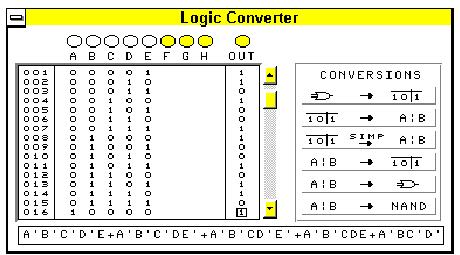 Logic Converter
A B C D E F G H OUT
001 0 0 0 0 1 1
002 0 0 0 1 0 1
003 0 0 0 1 1 0
004 0 0 1 0 0 1
005 0 0 1 0 1 0
006 0 0 1 1 0 0
007 0 0 1 1 1 1
008 0 1 0 0 0 1
009 0 1 0 0 1 0
010 0 1 0 1 0 0
011 0 1 0 1 1 1
012 0 1 1 0 0 0
013 0 1 1 0 1 1
014 0 1 1 1 0 1
015 0 1 1 1 1 0
016 1 0 0 0 0 1
CONVERSIONS
→ 10|1
10|1 → A|B
10|1 SIMP → A|B
A|B → 10|1
A|B →
A|B → NAND
A'B'C'D'E+A'B'C'DE'+A'B'CD'E'+A'B'CDE+A'BC'D'